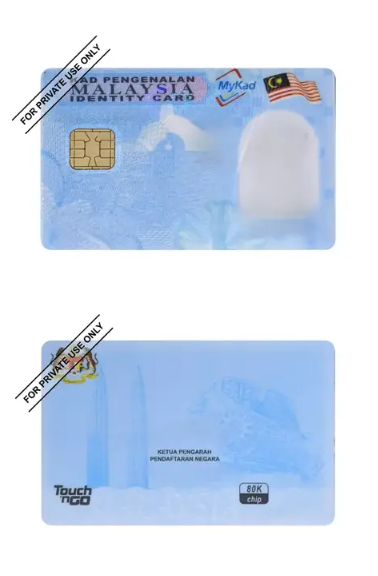 FOR PRIVATE USE ONLY
KAD PENGENALAN
MALAYSIA
IDENTITY CARD
MyKad
FOR PRIVATE USE ONLY
KETUA PENGARAH
PENDAFTARAN NEGARA
Touch
'nGO
80K
chip